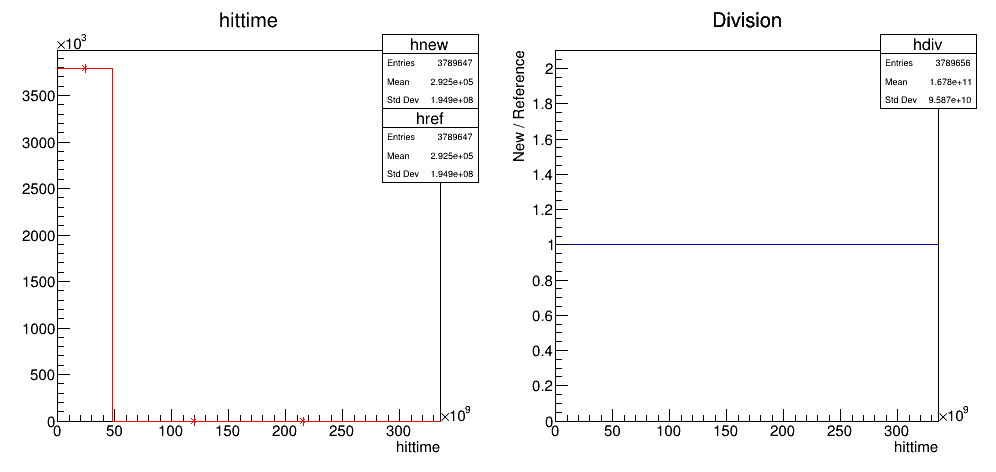 hittime
×10³
hnew
Entries 3789647
Mean 2.925e+05
Std Dev 1.949e+08
href
Entries 3789647
Mean 2.925e+05
Std Dev 1.949e+08
3500
3000
2500
2000
1500
1000
500
0
0 50 100 150 200 250 300
×10⁹
hittime
Division
hdiv
Entries 3789656
Mean 1.678e+11
Std Dev 9.587e+10
New / Reference
2
1.8
1.6
1.4
1.2
1
0.8
0.6
0.4
0.2
0
0 50 100 150 200 250 300
×10⁹
hittime